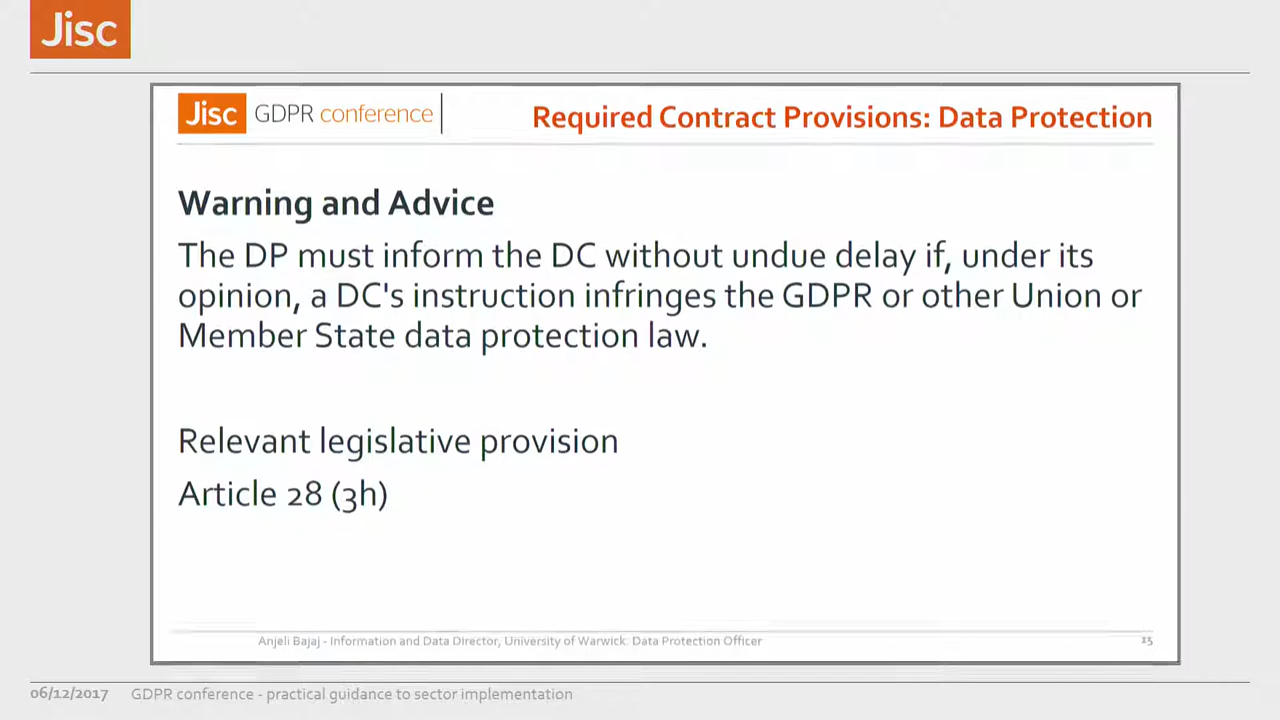 Jisc
Jisc GDPR conference
Required Contract Provisions: Data Protection
Warning and Advice
The DP must inform the DC without undue delay if, under its
opinion, a DC's instruction infringes the GDPR or other Union or
Member State data protection law.
Relevant legislative provision
Article 28 (3h)
Anjeli Bajaj - Information and Data Director, University of Warwick: Data Protection Officer
15
06/12/2017 GDPR conference - practical guidance to sector implementation